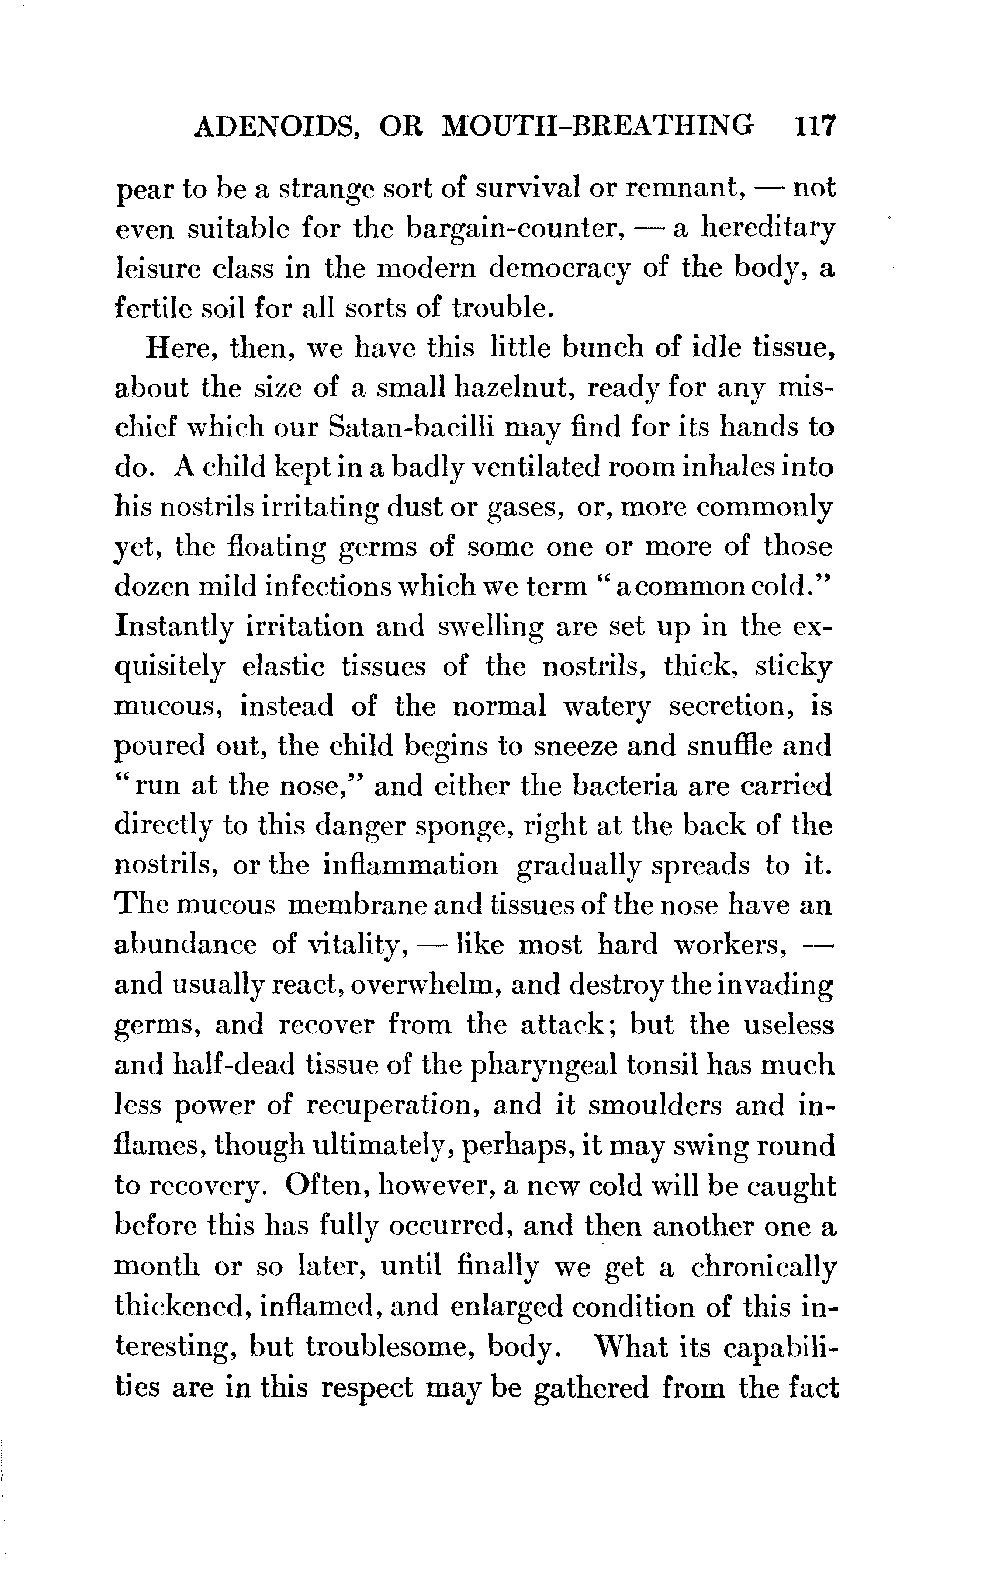 ADENOIDS, OR MOUTH-BREATHING 117
pear to be a strange sort of survival or remnant, — not
even suitable for the bargain-counter, — a hereditary
leisure class in the modern democracy of the body, a
fertile soil for all sorts of trouble.
Here, then, we have this little bunch of idle tissue,
about the size of a small hazelnut, ready for any mis-
chief which our Satan-bacilli may find for its hands to
do. A child kept in a badly ventilated room inhales into
his nostrils irritating dust or gases, or, more commonly
yet, the floating germs of some one or more of those
dozen mild infections which we term "a common cold."
Instantly irritation and swelling are set up in the ex-
quisitely elastic tissues of the nostrils, thick, sticky
mucous, instead of the normal watery secretion, is
poured out, the child begins to sneeze and snuffle and
"run at the nose," and either the bacteria are carried
directly to this danger sponge, right at the back of the
nostrils, or the inflammation gradually spreads to it.
The mucous membrane and tissues of the nose have an
abundance of vitality, — like most hard workers, —
and usually react, overwhelm, and destroy the invading
germs, and recover from the attack; but the useless
and half-dead tissue of the pharyngeal tonsil has much
less power of recuperation, and it smoulders and in-
flames, though ultimately, perhaps, it may swing round
to recovery. Often, however, a new cold will be caught
before this has fully occurred, and then another one a
month or so later, until finally we get a chronically
thickened, inflamed, and enlarged condition of this in-
teresting, but troublesome, body. What its capabili-
ties are in this respect may be gathered from the fact